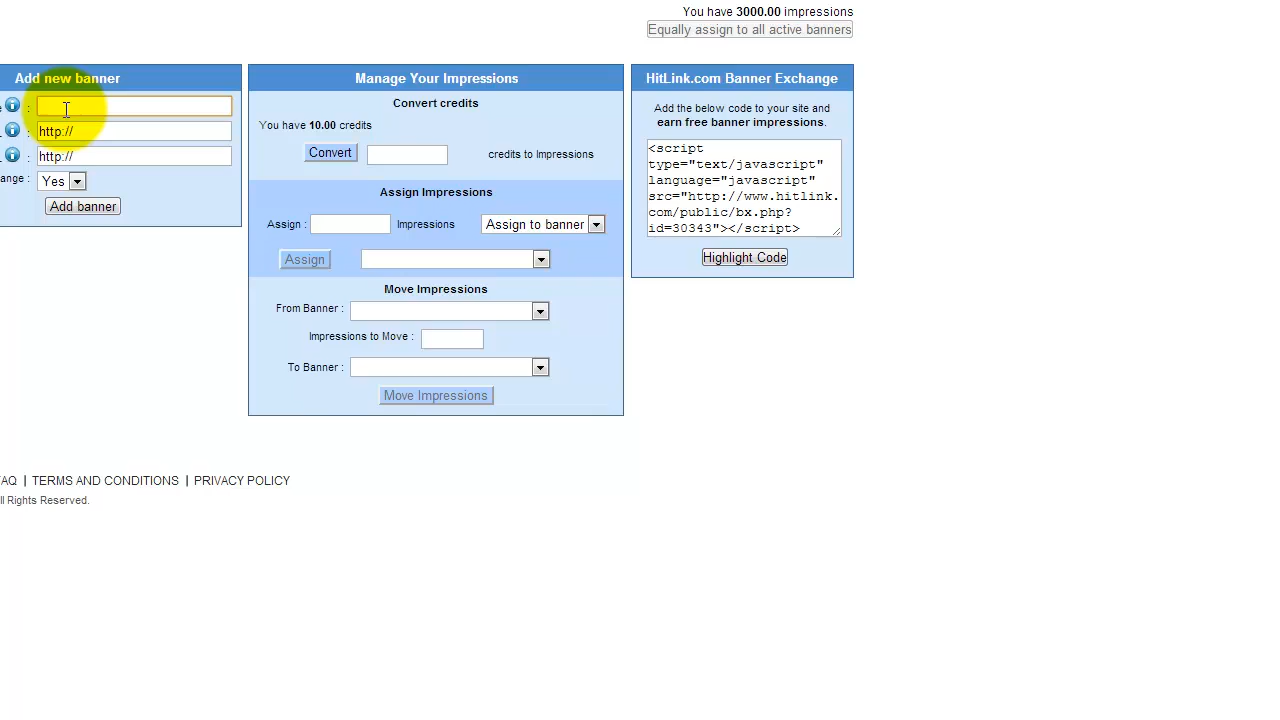 You have 3000.00 impressions
Equally assign to all active banners
Add new banner
:
: http://
: http://
ange : Yes
Add banner
Manage Your Impressions
Convert credits
You have 10.00 credits
Convert credits to Impressions
Assign Impressions
Assign : Impressions Assign to banner
Assign
Move Impressions
From Banner :
Impressions to Move :
To Banner :
Move Impressions
HitLink.com Banner Exchange
Add the below code to your site and
earn free banner impressions.
<script
type="text/javascript"
language="javascript"
src="http://www.hitlink.
com/public/bx.php?
id=30343"></script>
Highlight Code
AQ | TERMS AND CONDITIONS | PRIVACY POLICY
ll Rights Reserved.